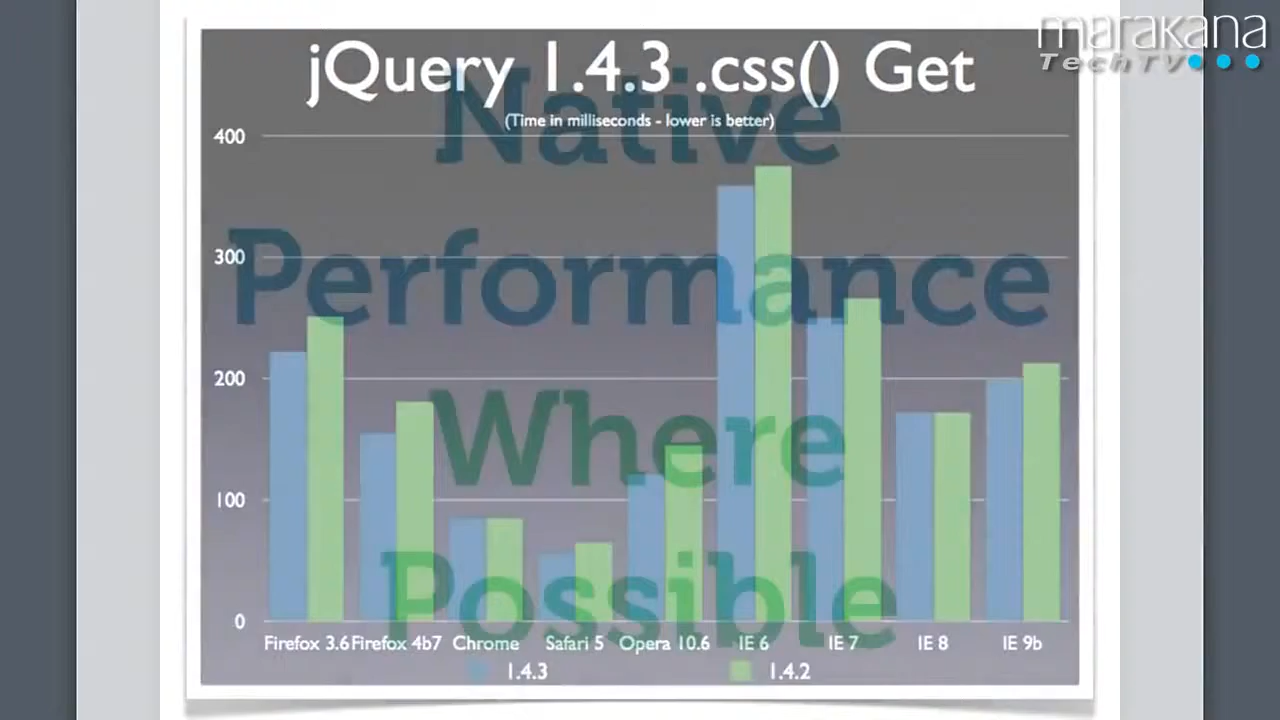 marakana
TechTV
jQuery 1.4.3 .css() Get
(Time in milliseconds - lower is better)
Native
Performance
Where
Possible
400
300
200
100
0
Firefox 3.6 Firefox 4b7 Chrome Safari 5 Opera 10.6 IE 6 IE 7 IE 8 IE 9b
1.4.3 1.4.2